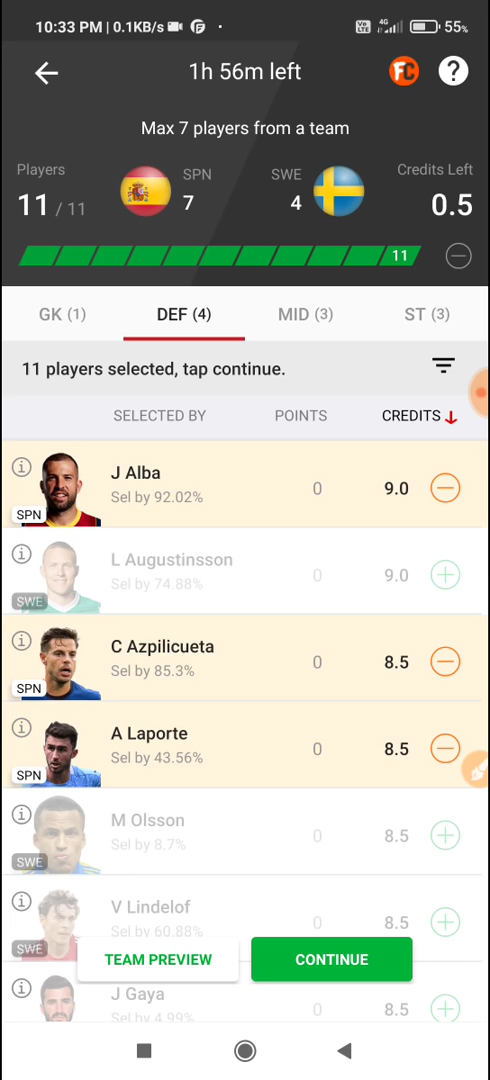 10:33 PM | 0.1KB/s
Vo LTE 4G 55%
1h 56m left
FC ?
Max 7 players from a team
Players SPN SWE Credits Left
11 / 11 7 4 0.5
11
GK (1) DEF (4) MID (3) ST (3)
11 players selected, tap continue.
SELECTED BY POINTS CREDITS
J Alba
Sel by 92.02% 0 9.0
SPN
L Augustinsson
Sel by 74.88% 0 9.0
SWE
C Azpilicueta
Sel by 85.3% 0 8.5
SPN
A Laporte
Sel by 43.56% 0 8.5
SPN
M Olsson
Sel by 8.7% 0 8.5
SWE
V Lindelof
Sel by 60.88% 0 8.5
SWE
TEAM PREVIEW CONTINUE
J Gaya
Sel by 4.99% 0 8.5